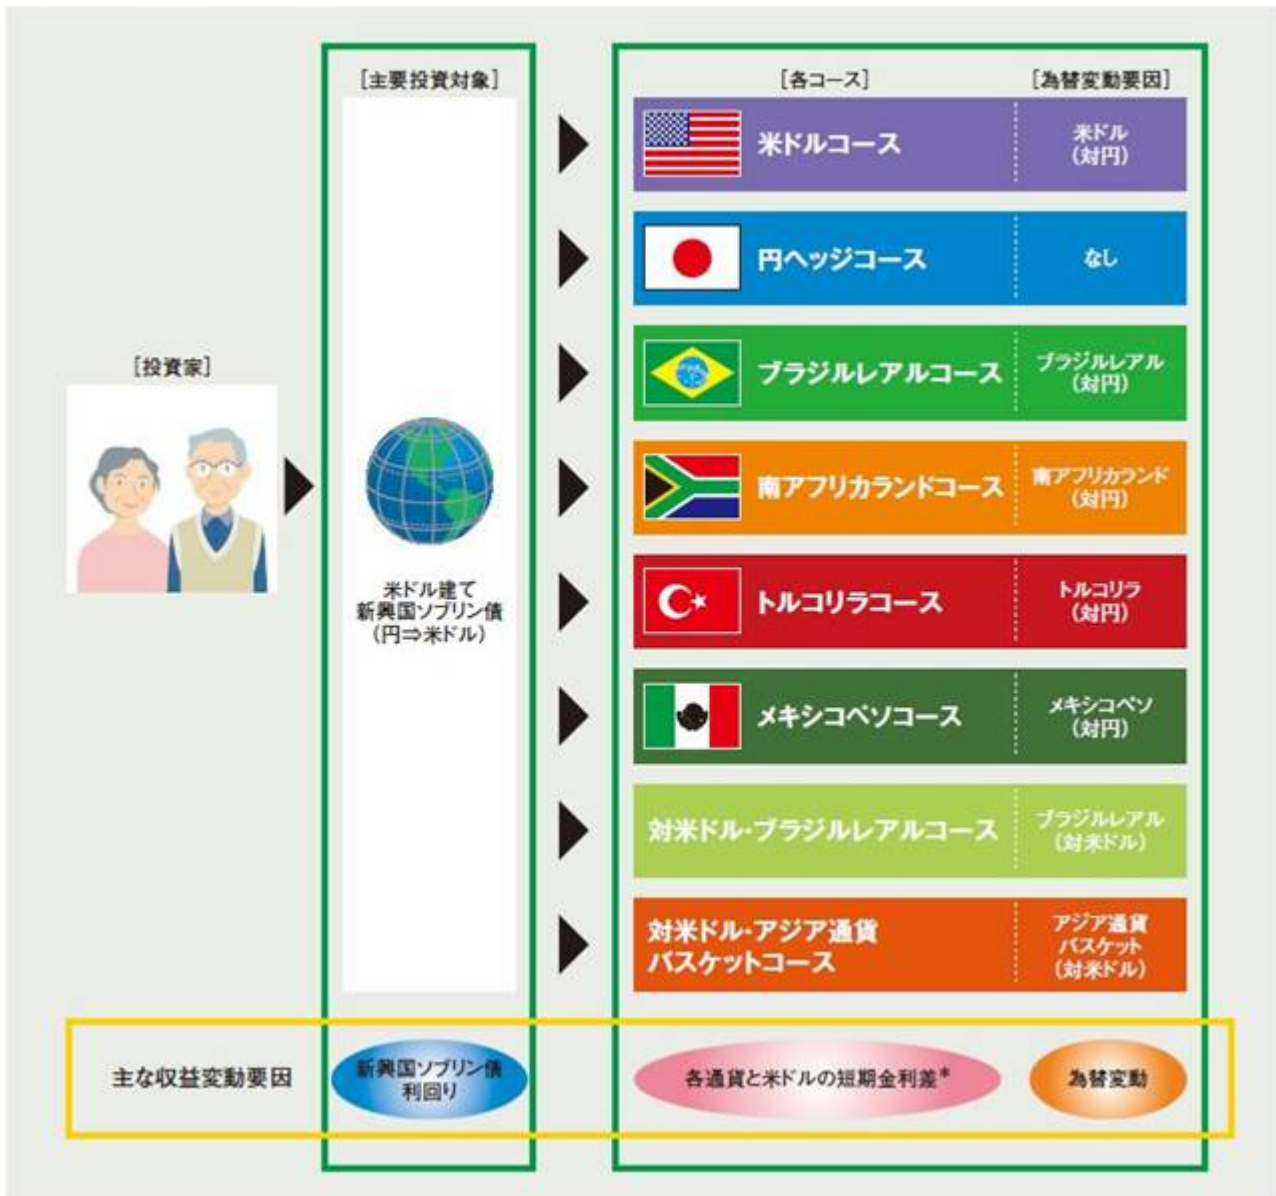 [投資家]
[主要投資対象]
米ドル建て
新興国ソブリン債
(円⇒米ドル)
[各コース]
[為替変動要因]
米ドルコース
米ドル
(対円)
円ヘッジコース
なし
ブラジルレアルコース
ブラジルレアル
(対円)
南アフリカランドコース
南アフリカランド
(対円)
トルコリラコース
トルコリラ
(対円)
メキシコペソコース
メキシコペソ
(対円)
対米ドル・ブラジルレアルコース
ブラジルレアル
(対米ドル)
対米ドル・アジア通貨
バスケットコース
アジア通貨
バスケット
(対米ドル)
主な収益変動要因
新興国ソブリン債
利回り
各通貨と米ドルの短期金利差*
為替変動